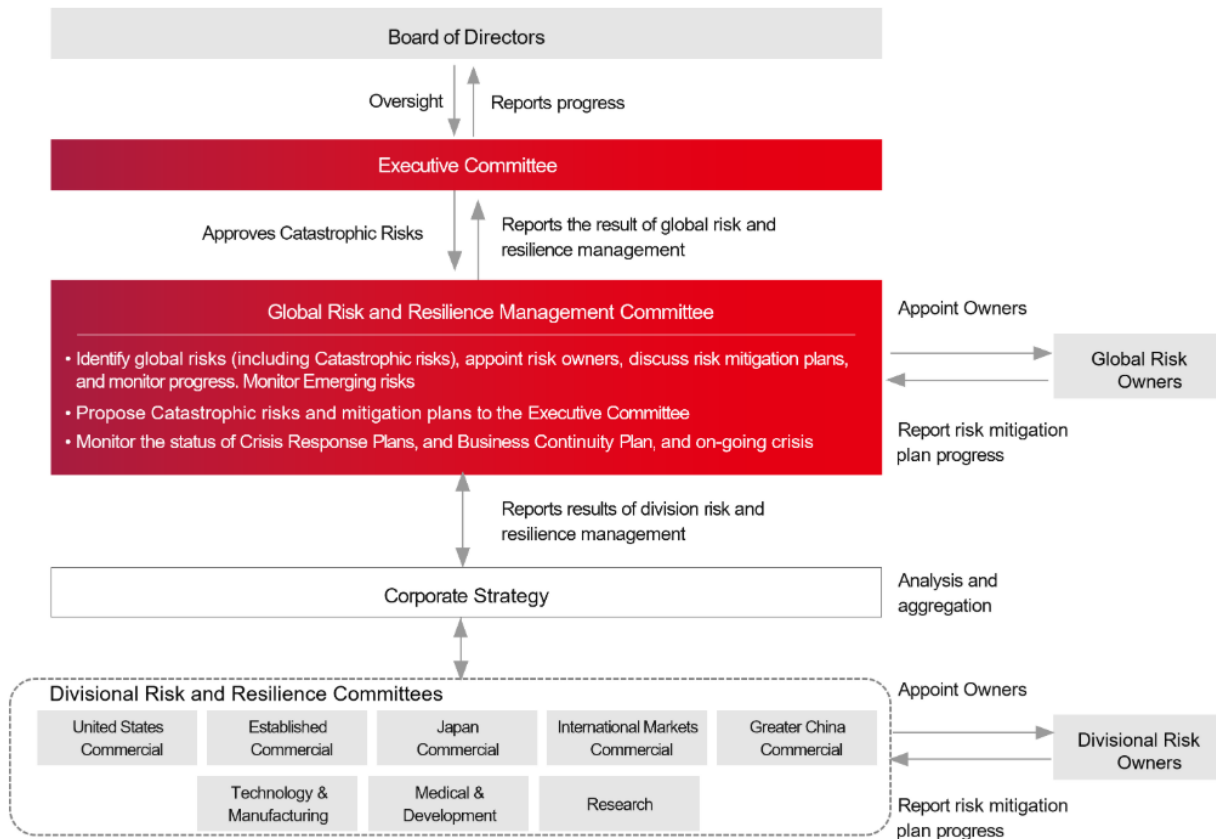 Board of Directors
Oversight
Reports progress
Executive Committee
Approves Catastrophic Risks
Reports the result of global risk and
resilience management
Global Risk and Resilience Management Committee
• Identify global risks (including Catastrophic risks), appoint risk owners, discuss risk mitigation plans,
and monitor progress. Monitor Emerging risks
• Propose Catastrophic risks and mitigation plans to the Executive Committee
• Monitor the status of Crisis Response Plans, and Business Continuity Plan, and on-going crisis
Appoint Owners
Global Risk
Owners
Report risk mitigation
plan progress
Reports results of division risk and
resilience management
Corporate Strategy
Analysis and
aggregation
Divisional Risk and Resilience Committees
United States
Commercial
Established
Commercial
Japan
Commercial
International Markets
Commercial
Greater China
Commercial
Technology &
Manufacturing
Medical &
Development
Research
Appoint Owners
Divisional Risk
Owners
Report risk mitigation
plan progress